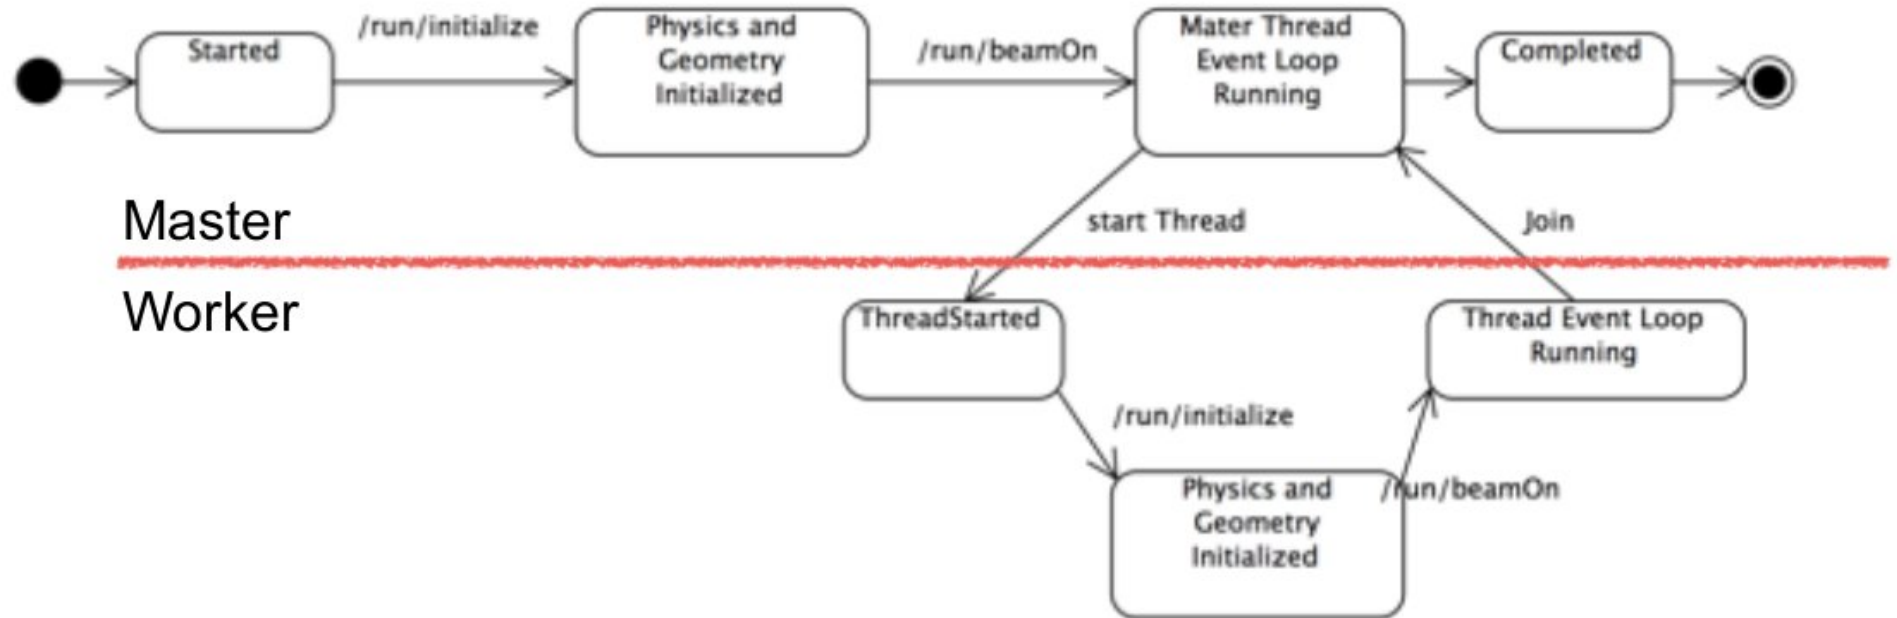 Started
/run/initialize
Physics and
Geometry
Initialized
/run/beamOn
Mater Thread
Event Loop
Running
Completed
Master
start Thread
Join
Worker
ThreadStarted
Thread Event Loop
Running
/run/initialize
Physics and
Geometry
Initialized
/run/beamOn